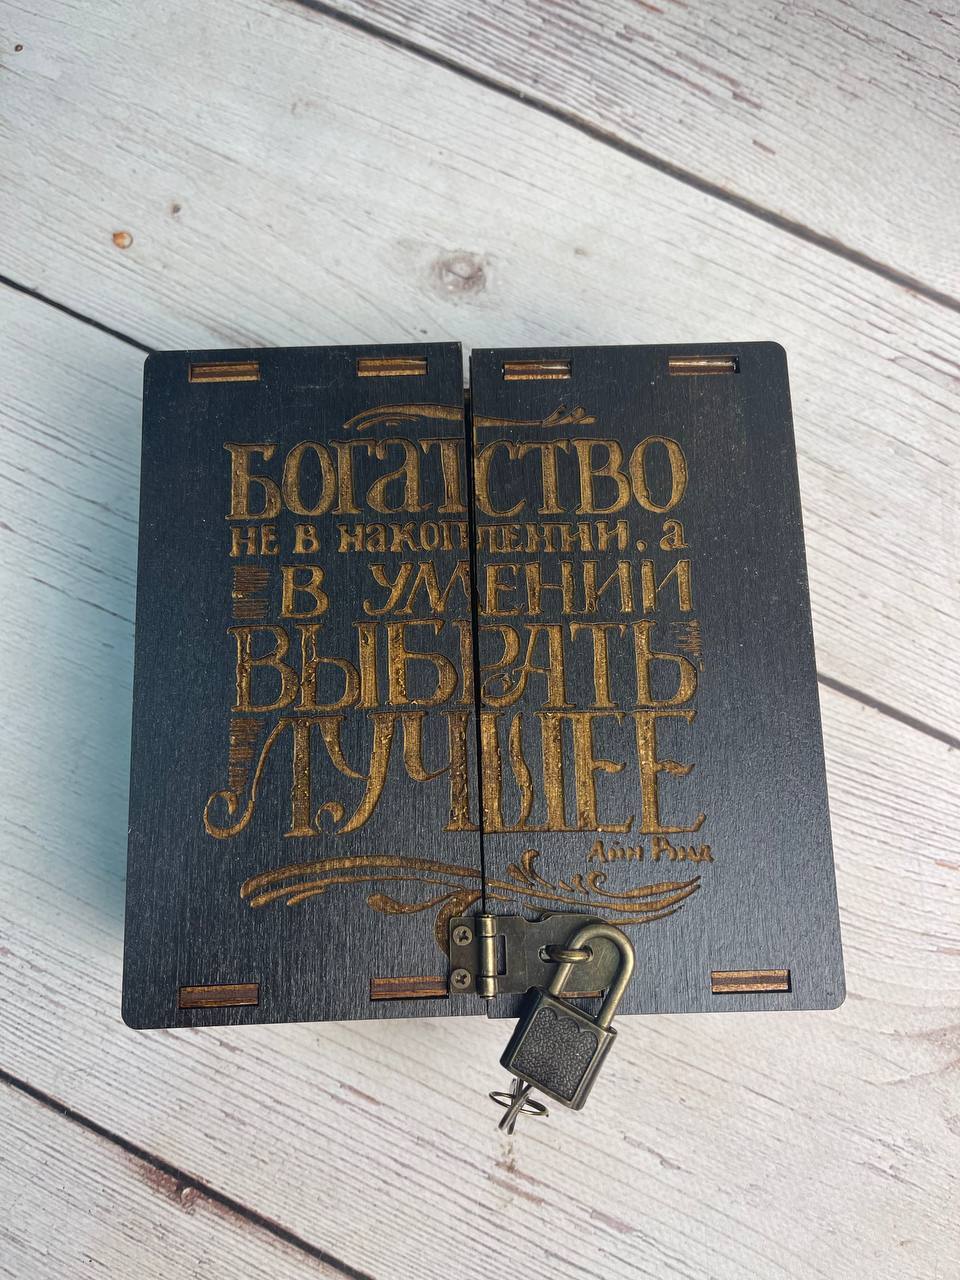 БОГАТСТВО
НЕ В НАКОПЛЕНИИ, а
В УМЕНИИ
ВЫБРАТЬ
ЛУЧШЕЕ
Айн Рэнд